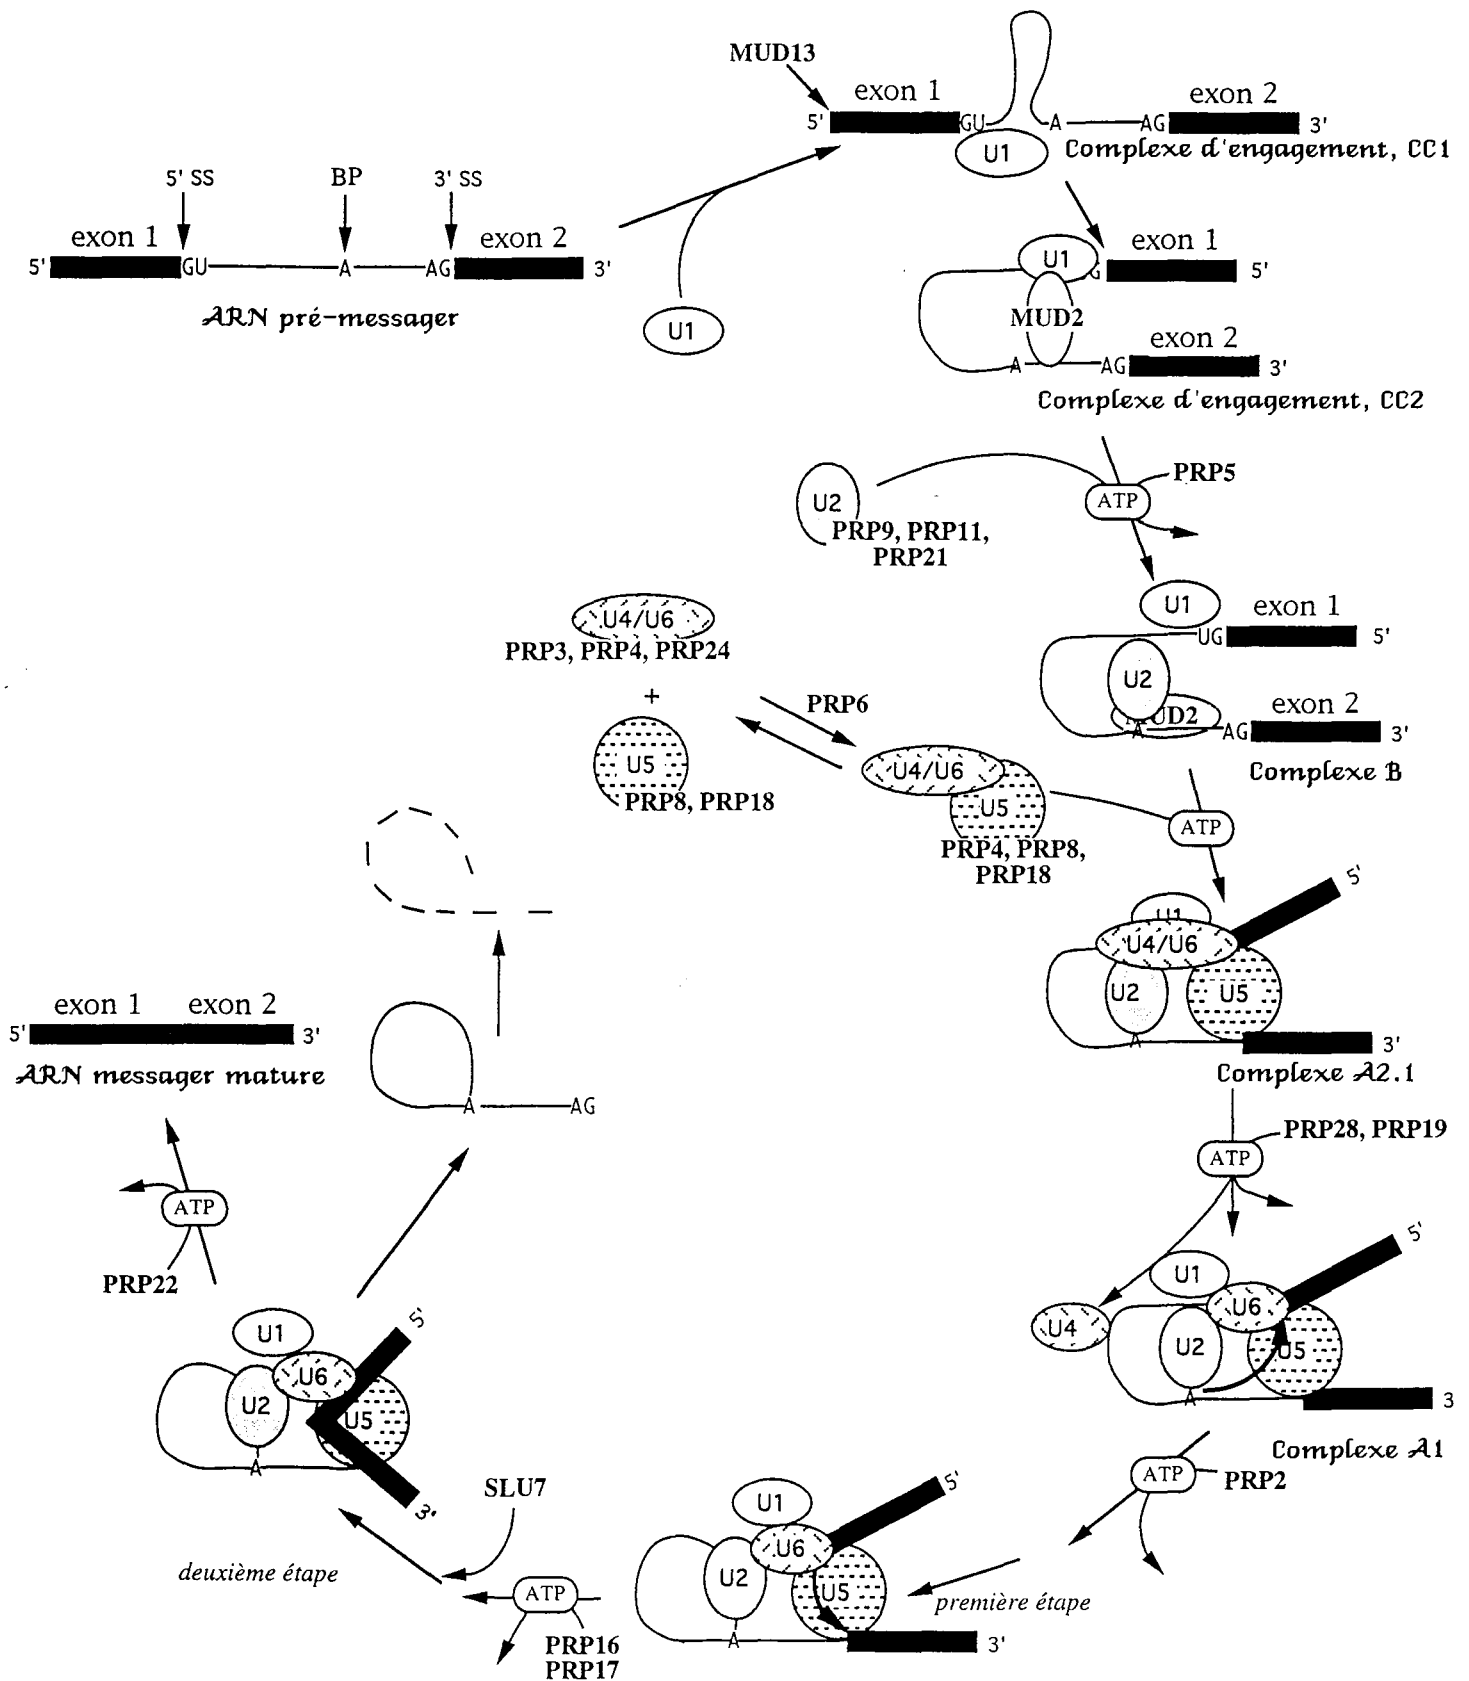 MUD13
exon 1
exon 2
5'
GU
A
AG
3'
U1
Complexe d'engagement, CC1
5' SS
BP
3' SS
exon 1
exon 2
5'
GU
A
AG
3'
ARN pré-messager
U1
U1
G
exon 1
5'
MUD2
exon 2
A
AG
3'
Complexe d'engagement, CC2
PRP5
ATP
U2
PRP9, PRP11,
PRP21
U1
exon 1
UG
5'
U2
MUD2
exon 2
A
AG
3'
Complexe B
U4/U6
PRP3, PRP4, PRP24
+
PRP6
U5
PRP8, PRP18
U4/U6
U5
PRP4, PRP8,
PRP18
ATP
5'
U1
U4/U6
U2
U5
A
3'
Complexe A2.1
PRP28, PRP19
ATP
5'
U1
U6
U4
U2
U5
A
3
Complexe A1
ATP
PRP2
première étape
5'
U1
U6
U2
U5
A
3'
ATP
PRP16
PRP17
SLU7
deuxième étape
5'
U1
U6
U2
U5
A
3'
PRP22
ATP
exon 1 exon 2
5'
3'
ARN messager mature
A
AG